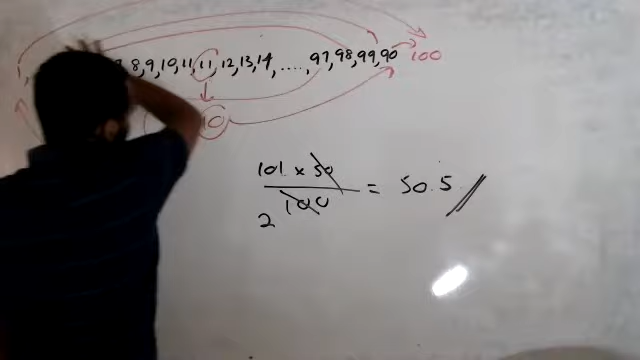 8, 9, 10, 11, 11, 12, 13, 14, ...., 97, 98, 99, 90 100
10
101 x 50
= 50.5
100
2